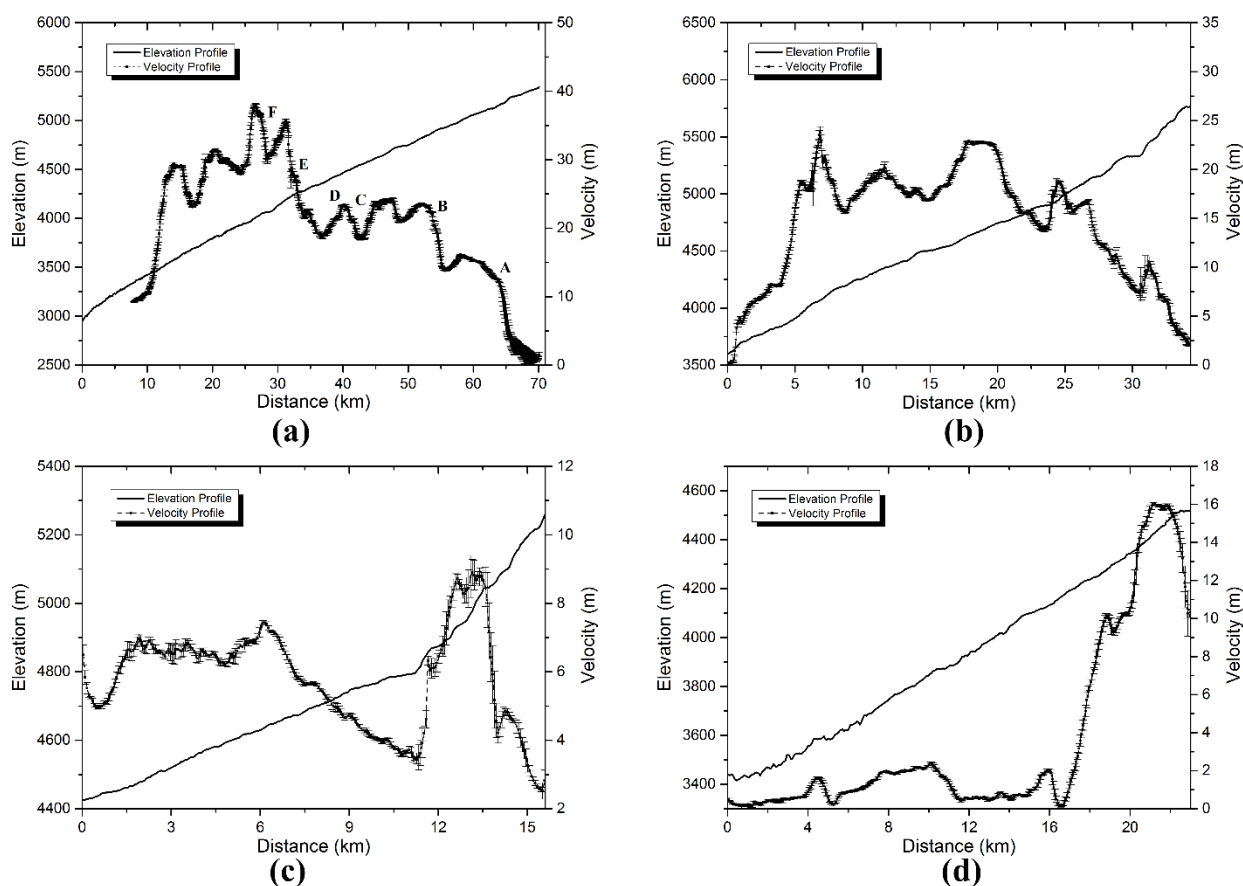 6000
5500
5000
4500
4000
3500
3000
2500
Elevation (m)
Elevation Profile
Velocity Profile
F
E
D
C
B
A
50
40
30
20
10
0
Velocity (m)
0 10 20 30 40 50 60 70
Distance (km)
(a)
6500
6000
5500
5000
4500
4000
3500
Elevation (m)
Elevation Profile
Velocity Profile
35
30
25
20
15
10
5
0
Velocity (m)
0 5 10 15 20 25 30
Distance (km)
(b)
5400
5200
5000
4800
4600
4400
Elevation (m)
Elevation Profile
Velocity Profile
12
10
8
6
4
2
Velocity (m)
0 3 6 9 12 15
Distance (km)
(c)
4600
4400
4200
4000
3800
3600
3400
Elevation (m)
Elevation Profile
Velocity Profile
18
16
14
12
10
8
6
4
2
0
Velocity (m)
0 4 8 12 16 20
Distance (km)
(d)